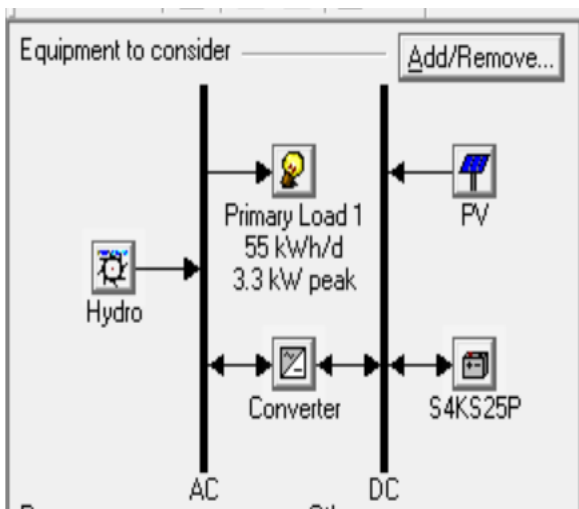 Equipment to consider
Add/Remove...
Primary Load 1
55 kWh/d
3.3 kW peak
PV
Hydro
Converter
S4KS25P
AC
DC